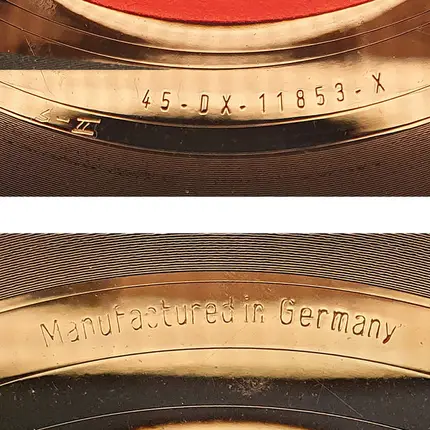 45-DX-11853-X
Manufactured in Germany